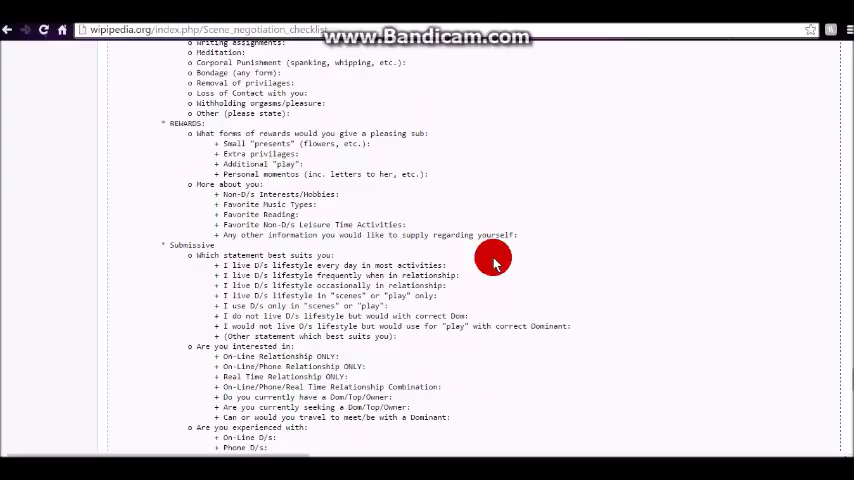 wipipedia.org/index.php/Scene_negotiation_checklist
www.Bandicam.com
o Writing assignments:
o Meditation:
o Corporal Punishment (spanking, whipping, etc.):
o Bondage (any form):
o Removal of privilages:
o Loss of Contact with you:
o Withholding orgasms/pleasure:
o Other (please state):
* REWARDS:
o What forms of rewards would you give a pleasing sub:
+ Small "presents" (flowers, etc.):
+ Extra privilages:
+ Additional "play":
+ Personal momentos (inc. letters to her, etc.):
o More about you:
+ Non-D/s Interests/Hobbies:
+ Favorite Music Types:
+ Favorite Reading:
+ Favorite Non-D/s Leisure Time Activities:
+ Any other information you would like to supply regarding yourself:
* Submissive
o Which statement best suits you:
+ I live D/s lifestyle every day in most activities:
+ I live D/s lifestyle frequently when in relationship:
+ I live D/s lifestyle occasionally in relationship:
+ I live D/s lifestyle in "scenes" or "play" only:
+ I use D/s only in "scenes" or "play":
+ I do not live D/s lifestyle but would with correct Dom:
+ I would not live D/s lifestyle but would use for "play" with correct Dominant:
+ (Other statement which best suits you):
o Are you interested in:
+ On-Line Relationship ONLY:
+ On-Line/Phone Relationship ONLY:
+ Real Time Relationship ONLY:
+ On-Line/Phone/Real Time Relationship Combination:
+ Do you currently have a Dom/Top/Owner:
+ Are you currently seeking a Dom/Top/Owner:
+ Can or would you travel to meet/be with a Dominant:
o Are you experienced with:
+ On-Line D/s:
+ Phone D/s: